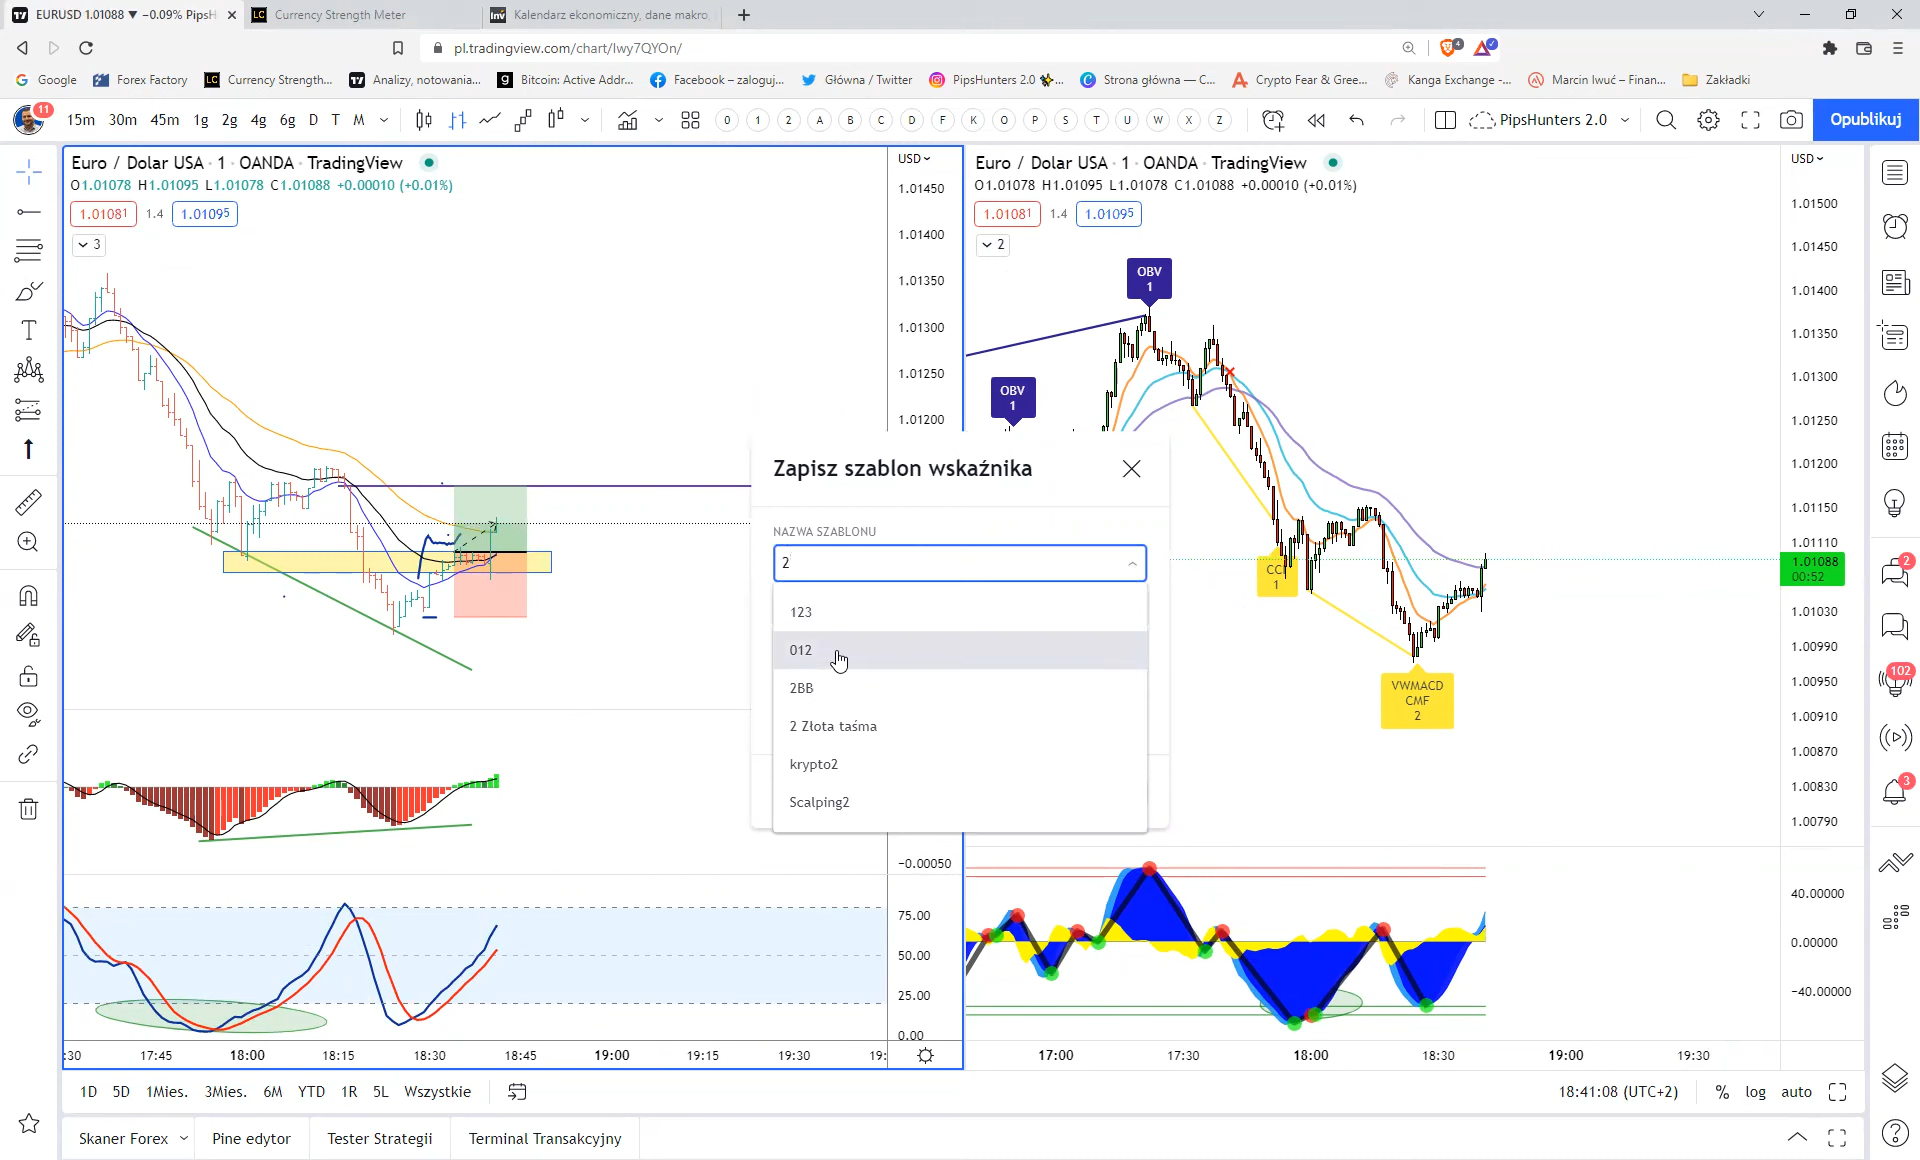 EURUSD 1.01088 ▼ −0.09% PipsH
Currency Strength Meter
Inv Kalendarz ekonomiczny, dane makro,
pl.tradingview.com/chart/Iwy7QYOn/
4
Google
Forex Factory
LC Currency Strength...
Analizy, notowania...
Bitcoin: Active Addr...
Facebook – zaloguj...
Główna / Twitter
PipsHunters 2.0
Strona główna — C...
Crypto Fear & Gree...
Kanga Exchange -...
Marcin Iwuć – Finan...
Zakładki
11
15m 30m 45m 1g 2g 4g 6g D T M
0 1 2 A B C D F K O P S T U W X Z
PipsHunters 2.0
Opublikuj
Euro / Dolar USA · 1 · OANDA · TradingView
O1.01078 H1.01095 L1.01078 C1.01088 +0.00010 (+0.01%)
1.01081 1.4 1.01095
3
USD
1.01450
1.01400
1.01350
1.01300
1.01250
1.01200
−0.00050
75.00
50.00
25.00
0.00
:30 17:45 18:00 18:15 18:30 18:45 19:00 19:15 19:30 19:
Euro / Dolar USA · 1 · OANDA · TradingView
O1.01078 H1.01095 L1.01078 C1.01088 +0.00010 (+0.01%)
1.01081 1.4 1.01095
2
OBV
1
OBV
1
CCI
1
VWMACD
CMF
2
USD
1.01500
1.01450
1.01400
1.01350
1.01300
1.01250
1.01200
1.01150
1.01110
1.01088
00:52
1.01030
1.00990
1.00950
1.00910
1.00870
1.00830
1.00790
40.00000
0.00000
−40.00000
17:00 17:30 18:00 18:30 19:00 19:30
Zapisz szablon wskaźnika
NAZWA SZABLONU
2
123
012
2BB
2 Złota taśma
krypto2
Scalping2
2
102
3
1D 5D 1Mies. 3Mies. 6M YTD 1R 5L Wszystkie
18:41:08 (UTC+2)
% log auto
Skaner Forex
Pine edytor
Tester Strategii
Terminal Transakcyjny